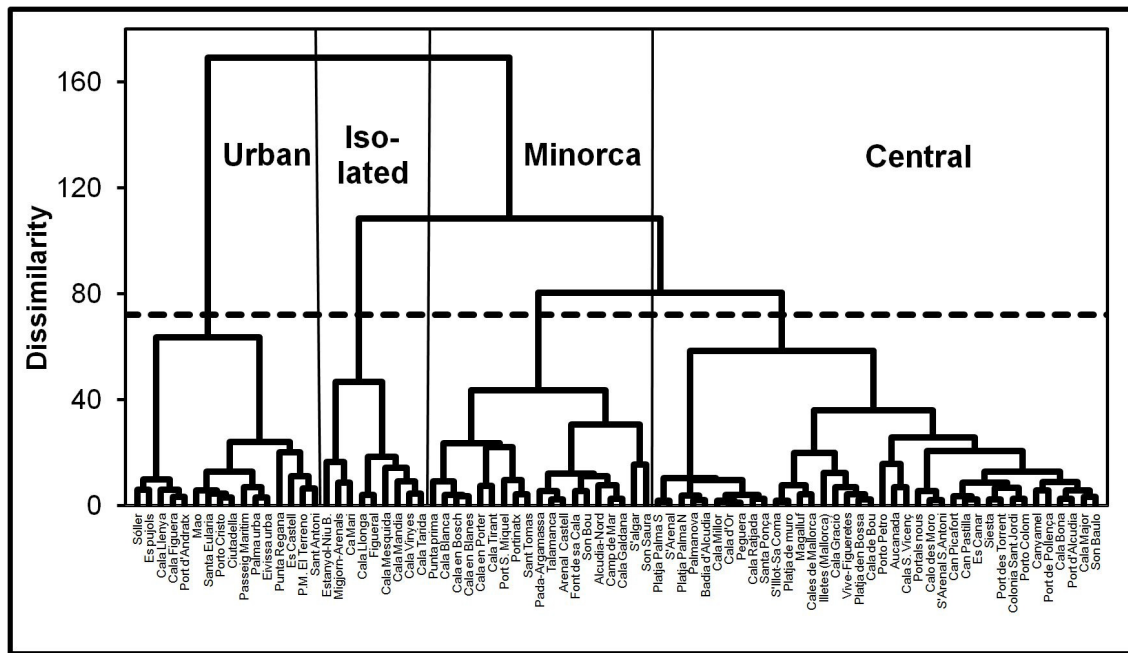 Dissimilarity
160
120
80
40
0
Urban
Iso-
lated
Minorca
Central
Sóller
Es pujols
Cala Llenya
Cala Figuera
Port d'Andratx
Mao
Santa Eularia
Porto Cristo
Ciutadella
Passeig Maritim
Palma urba
Eivissa urba
Punta Regana
Es Castell
P.M. El Terreno
Sant Antoni
Estany-Niu B.
Migjorn-Arenals
Ca Mari
Cala Llonga
Figueral
Cala Mesquida
Cala Mandia
Cala Vinyes
Cala Tarida
Punta prima
Cala Blanca
Cala en Bosch
Cala en Blanes
Cala en Porter
Cala Tirant
Port S. Miquel
Portinatx
Sant Tomas
Pada-Argamassa
Talamanca
Arenal Castell
Font de sa Cala
Son Bou
Alcudia-Nord
Camp de Mar
Cala Galdana
S'algar
Son Saura
Platja Palma S
S'Arenal
Platja Palma N
Palmanova
Badia d'Alcudia
Cala Millor
Cala d'Or
Peguera
Cala Ratjada
Santa Ponça
S'Illot-Sa Coma
Platja de muro
Magalluf
Cales de Mallorca
Illetes (Mallorca)
Cala Gració
Vive-Figueretes
Platja den Bossa
Cala de Bou
Porto Petro
Aucanada
Cala S. Vicenç
Portals nous
Calo des Moro
S'Arenal S.Antoni
Can Picafort
Can Pastilla
Es Canar
Siesta
Port des Torrent
Colonia Sant Jordi
Porto Colom
Canyamel
Port de Pollença
Cala Bona
Port d'Alcudia
Cala Major
Son Baulo